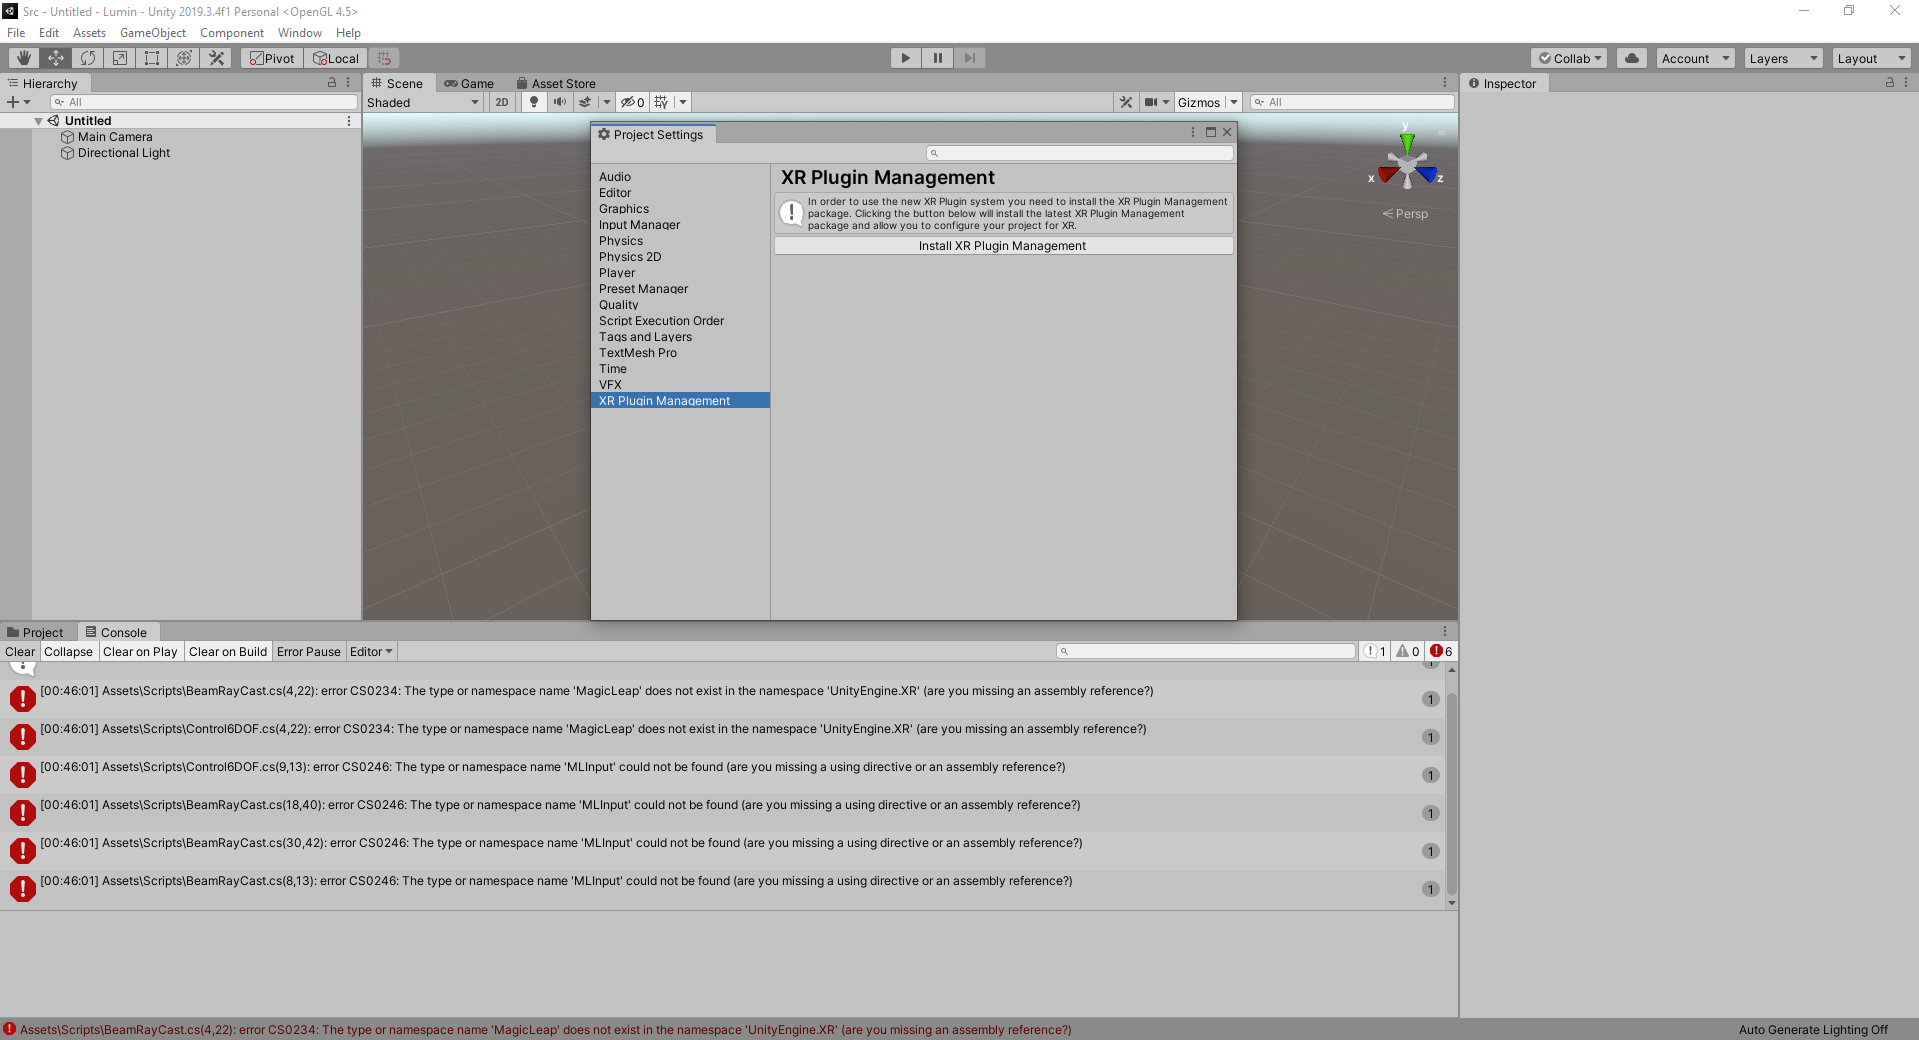 Src - Untitled - Lumin - Unity 2019.3.4f1 Personal <OpenGL 4.5>
File Edit Assets GameObject Component Window Help
Pivot Local Collab Account Layers Layout
Hierarchy
All
Untitled
Main Camera
Directional Light
Scene Game Asset Store
Shaded 2D 0 Gizmos All
y
x z
Persp
Inspector
Project Settings
Audio
Editor
Graphics
Input Manager
Physics
Physics 2D
Player
Preset Manager
Quality
Script Execution Order
Tags and Layers
TextMesh Pro
Time
VFX
XR Plugin Management
XR Plugin Management
In order to use the new XR Plugin system you need to install the XR Plugin Management
package. Clicking the button below will install the latest XR Plugin Management
package and allow you to configure your project for XR.
Install XR Plugin Management
Project Console
Clear Collapse Clear on Play Clear on Build Error Pause Editor 1 0 6
[00:46:01] Assets\Scripts\BeamRayCast.cs(4,22): error CS0234: The type or namespace name 'MagicLeap' does not exist in the namespace 'UnityEngine.XR' (are you missing an assembly reference?) 1
[00:46:01] Assets\Scripts\Control6DOF.cs(4,22): error CS0234: The type or namespace name 'MagicLeap' does not exist in the namespace 'UnityEngine.XR' (are you missing an assembly reference?) 1
[00:46:01] Assets\Scripts\Control6DOF.cs(9,13): error CS0246: The type or namespace name 'MLInput' could not be found (are you missing a using directive or an assembly reference?) 1
[00:46:01] Assets\Scripts\BeamRayCast.cs(18,40): error CS0246: The type or namespace name 'MLInput' could not be found (are you missing a using directive or an assembly reference?) 1
[00:46:01] Assets\Scripts\BeamRayCast.cs(30,42): error CS0246: The type or namespace name 'MLInput' could not be found (are you missing a using directive or an assembly reference?) 1
[00:46:01] Assets\Scripts\BeamRayCast.cs(8,13): error CS0246: The type or namespace name 'MLInput' could not be found (are you missing a using directive or an assembly reference?) 1
Assets\Scripts\BeamRayCast.cs(4,22): error CS0234: The type or namespace name 'MagicLeap' does not exist in the namespace 'UnityEngine.XR' (are you missing an assembly reference?)
Auto Generate Lighting Off